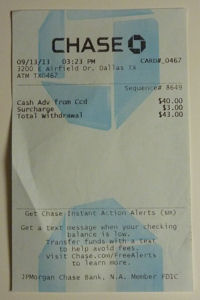 CHASE
09/13/13 03:23 PM CARD#.0467
3200 E Airfield Dr. Dallas TX
ATM TX0467
Sequence# 8649
Cash Adv from Ccd $40.00
Surcharge $3.00
Total Withdrawal $43.00
Get Chase Instant Action Alerts (SM)
Get a text message when your checking
balance is low.
Transfer funds with a text
to help avoid fees.
Visit Chase.com/FreeAlerts
to learn more.
JPMorgan Chase Bank, N.A. Member FDIC